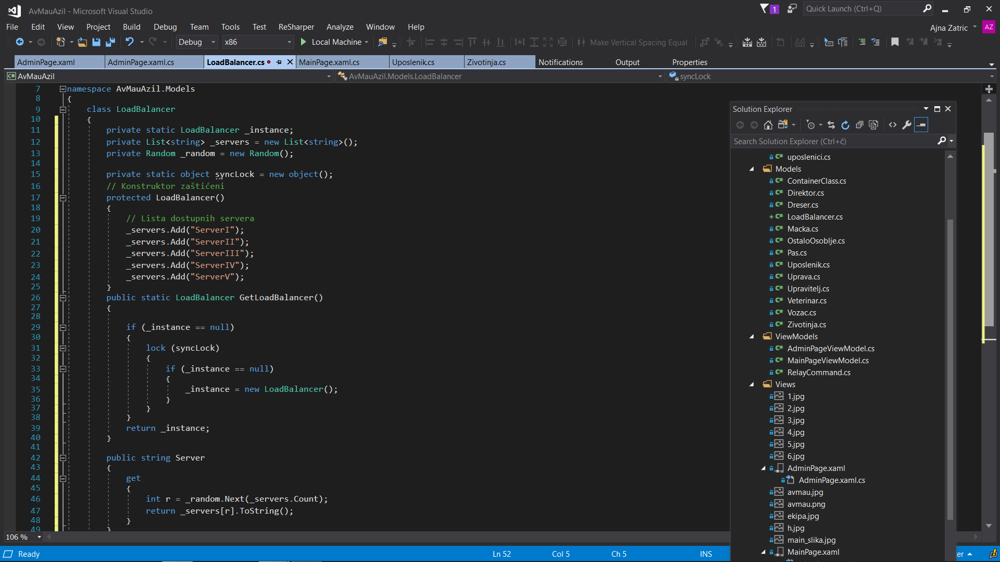 AvMauAzil - Microsoft Visual Studio
1
Quick Launch (Ctrl+Q)
File Edit View Project Build Debug Team Tools Test ReSharper Analyze Window Help
Ajna Zatric AZ
Debug x86 Local Machine Make Vertical Spacing Equal
AdminPage.xaml AdminPage.xaml.cs LoadBalancer.cs MainPage.xaml.cs Uposlenik.cs Zivotinja.cs Notifications Output Properties
C# AvMauAzil AvMauAzil.Models.LoadBalancer syncLock
7 namespace AvMauAzil.Models
8 {
9 class LoadBalancer
10 {
11 private static LoadBalancer _instance;
12 private List<string> _servers = new List<string>();
13 private Random _random = new Random();
14
15 private static object syncLock = new object();
16 // Konstruktor zaštićeni
17 protected LoadBalancer()
18 {
19 // Lista dostupnih servera
20 _servers.Add("ServerI");
21 _servers.Add("ServerII");
22 _servers.Add("ServerIII");
23 _servers.Add("ServerIV");
24 _servers.Add("ServerV");
25 }
26 public static LoadBalancer GetLoadBalancer()
27 {
28
29 if (_instance == null)
30 {
31 lock (syncLock)
32 {
33 if (_instance == null)
34 {
35 _instance = new LoadBalancer();
36 }
37 }
38 }
39 return _instance;
40 }
41
42 public string Server
43 {
44 get
45 {
46 int r = _random.Next(_servers.Count);
47 return _servers[r].ToString();
48 }
49 }
106 %
Ready Ln 52 Col 5 Ch 5 INS
Solution Explorer
Search Solution Explorer (Ctrl+č)
C# uposlenici.cs
Models
C# ContainerClass.cs
C# Direktor.cs
C# Dreser.cs
+ C# LoadBalancer.cs
C# Macka.cs
C# OstaloOsoblje.cs
C# Pas.cs
C# Uposlenik.cs
C# Uprava.cs
C# Upravitelj.cs
C# Veterinar.cs
C# Vozac.cs
C# Zivotinja.cs
ViewModels
C# AdminPageViewModel.cs
C# MainPageViewModel.cs
C# RelayCommand.cs
Views
1.jpg
2.jpg
3.jpg
4.jpg
5.jpg
6.jpg
AdminPage.xaml
AdminPage.xaml.cs
avmau.jpg
avmau.png
ekipa.jpg
h.jpg
main_slika.jpg
MainPage.xaml